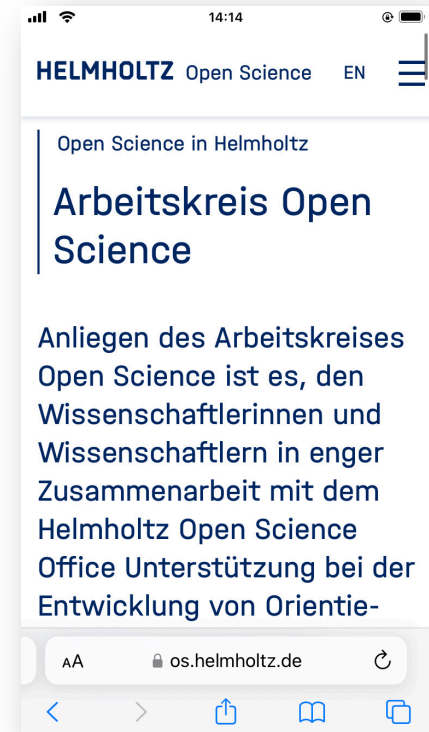 14:14
HELMHOLTZ Open Science EN
Open Science in Helmholtz
Arbeitskreis Open
Science
Anliegen des Arbeitskreises
Open Science ist es, den
Wissenschaftlerinnen und
Wissenschaftlern in enger
Zusammenarbeit mit dem
Helmholtz Open Science
Office Unterstützung bei der
Entwicklung von Orientie-
AA os.helmholtz.de